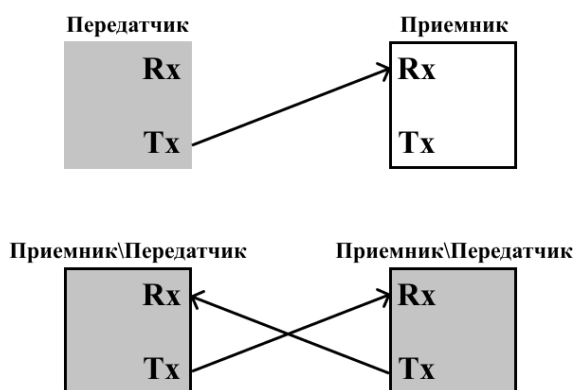 Передатчик Приемник
Rx Rx
Tx Tx
Приемник\Передатчик Приемник\Передатчик
Rx Rx
Tx Tx